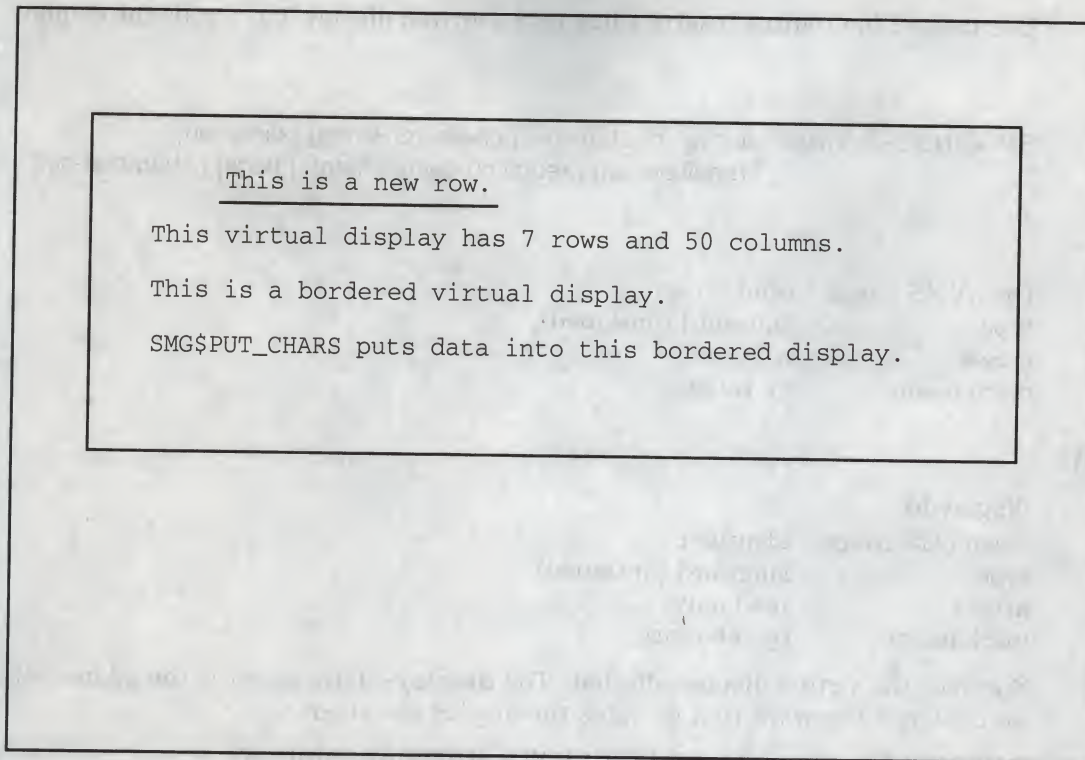 This is a new row.
This virtual display has 7 rows and 50 columns.
This is a bordered virtual display.
SMG$PUT_CHARS puts data into this bordered display.